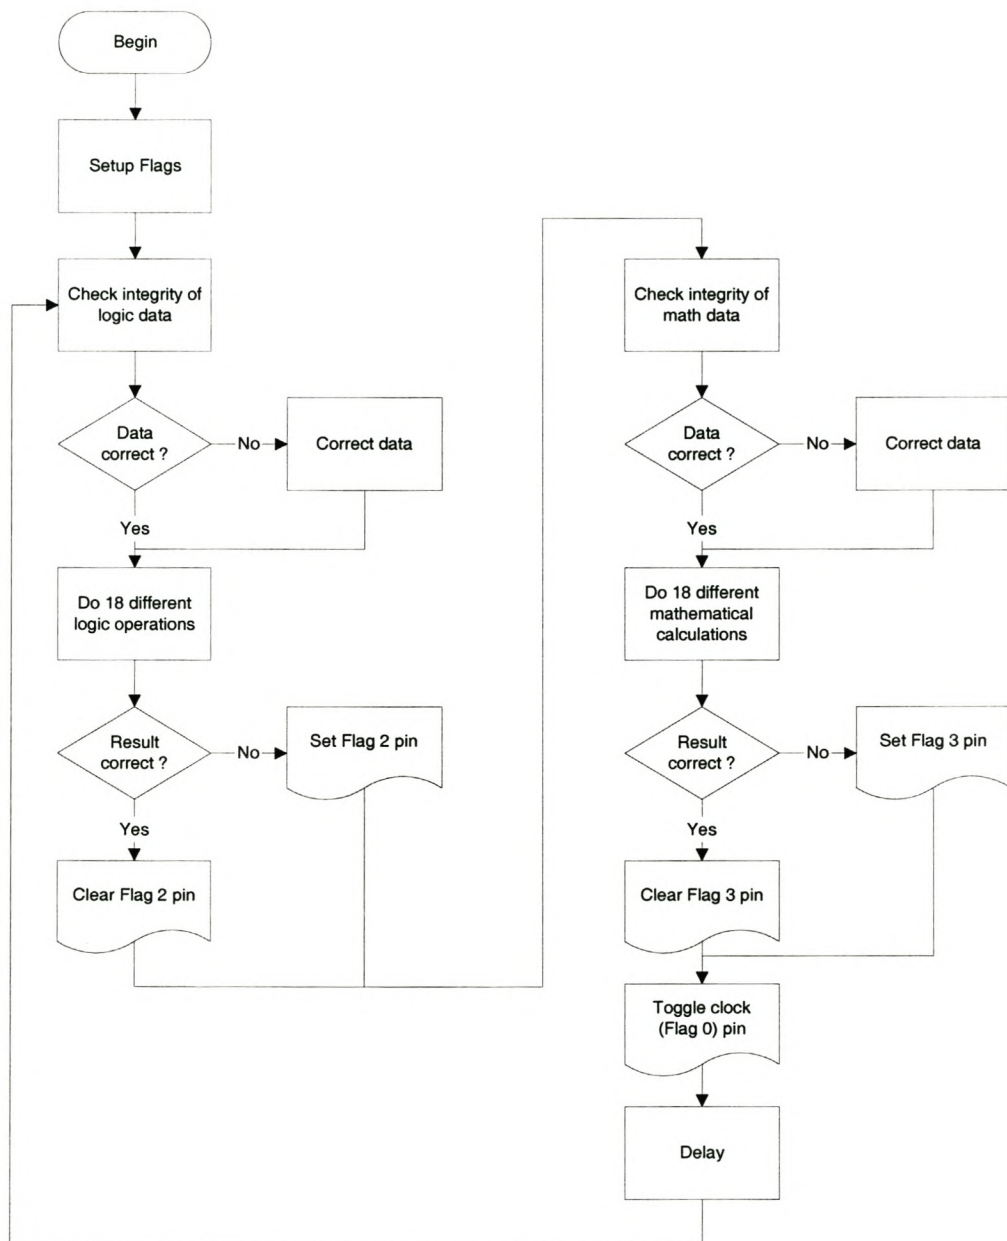 Begin
Setup Flags
Check integrity of
logic data
Data
correct ?
No
Correct data
Yes
Do 18 different
logic operations
Result
correct ?
No
Set Flag 2 pin
Yes
Clear Flag 2 pin
Check integrity of
math data
Data
correct ?
No
Correct data
Yes
Do 18 different
mathematical
calculations
Result
correct ?
No
Set Flag 3 pin
Yes
Clear Flag 3 pin
Toggle clock
(Flag 0) pin
Delay